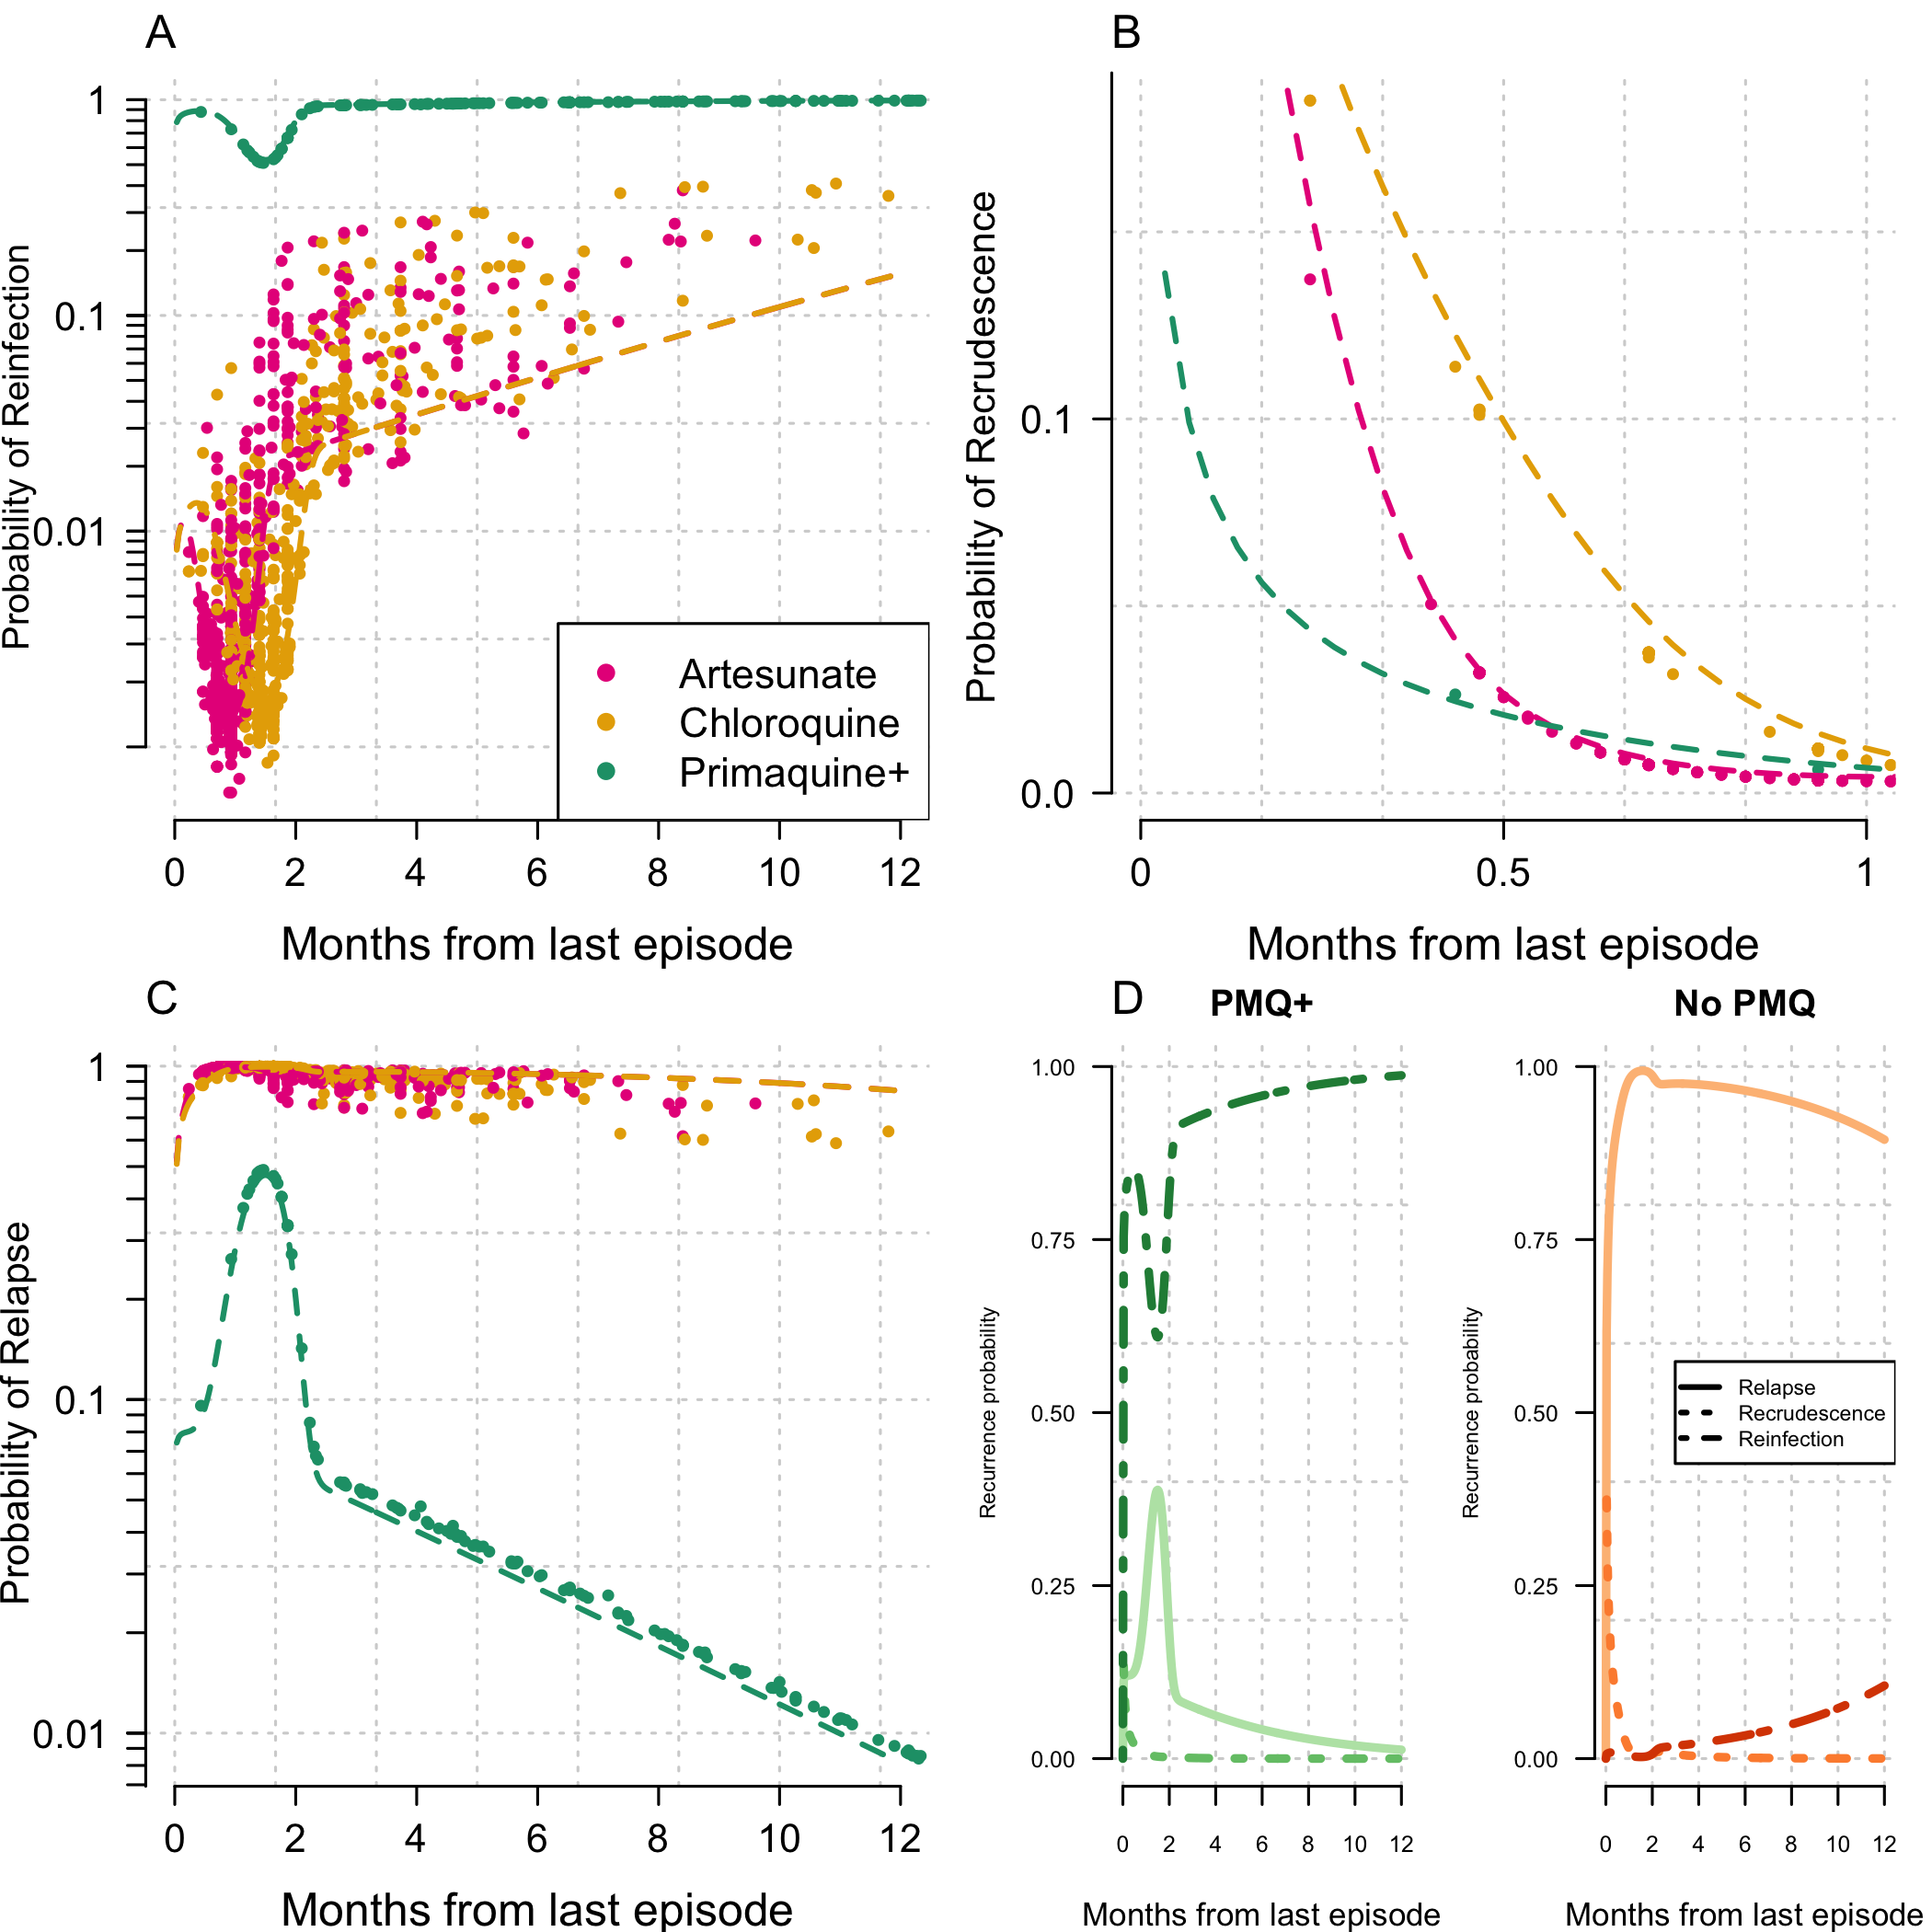 A
Probability of Reinfection
1
0.1
0.01
Artesunate
Chloroquine
Primaquine+
0 2 4 6 8 10 12
Months from last episode
B
Probability of Recrudescence
0.1
0.0
0 0.5 1
Months from last episode
C
Probability of Relapse
1
0.1
0.01
0 2 4 6 8 10 12
Months from last episode
D
PMQ+
Recurrence probability
1.00
0.75
0.50
0.25
0.00
0 2 4 6 8 10 12
Months from last episode
No PMQ
Recurrence probability
1.00
0.75
0.50
0.25
0.00
Relapse
Recrudescence
Reinfection
0 2 4 6 8 10 12
Months from last episode